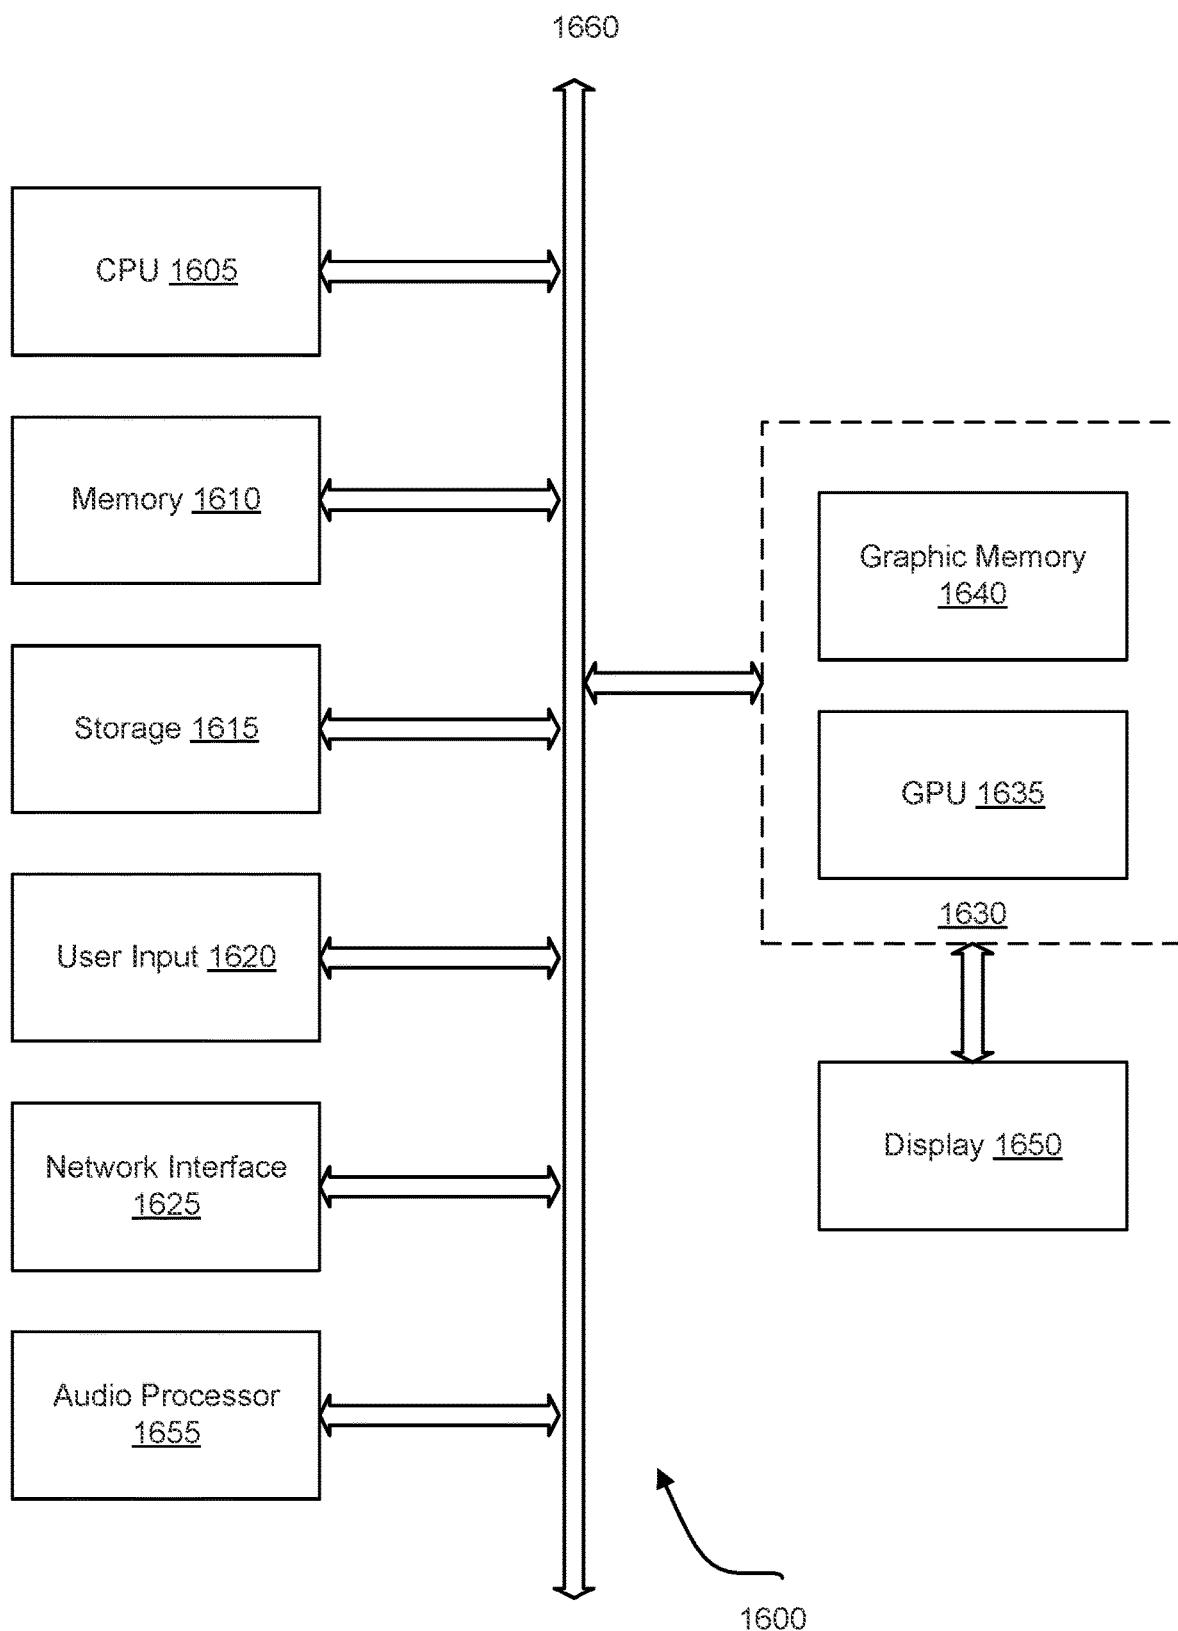 1660
CPU 1605
Memory 1610
Storage 1615
User Input 1620
Network Interface
1625
Audio Processor
1655
Graphic Memory
1640
GPU 1635
1630
Display 1650
1600